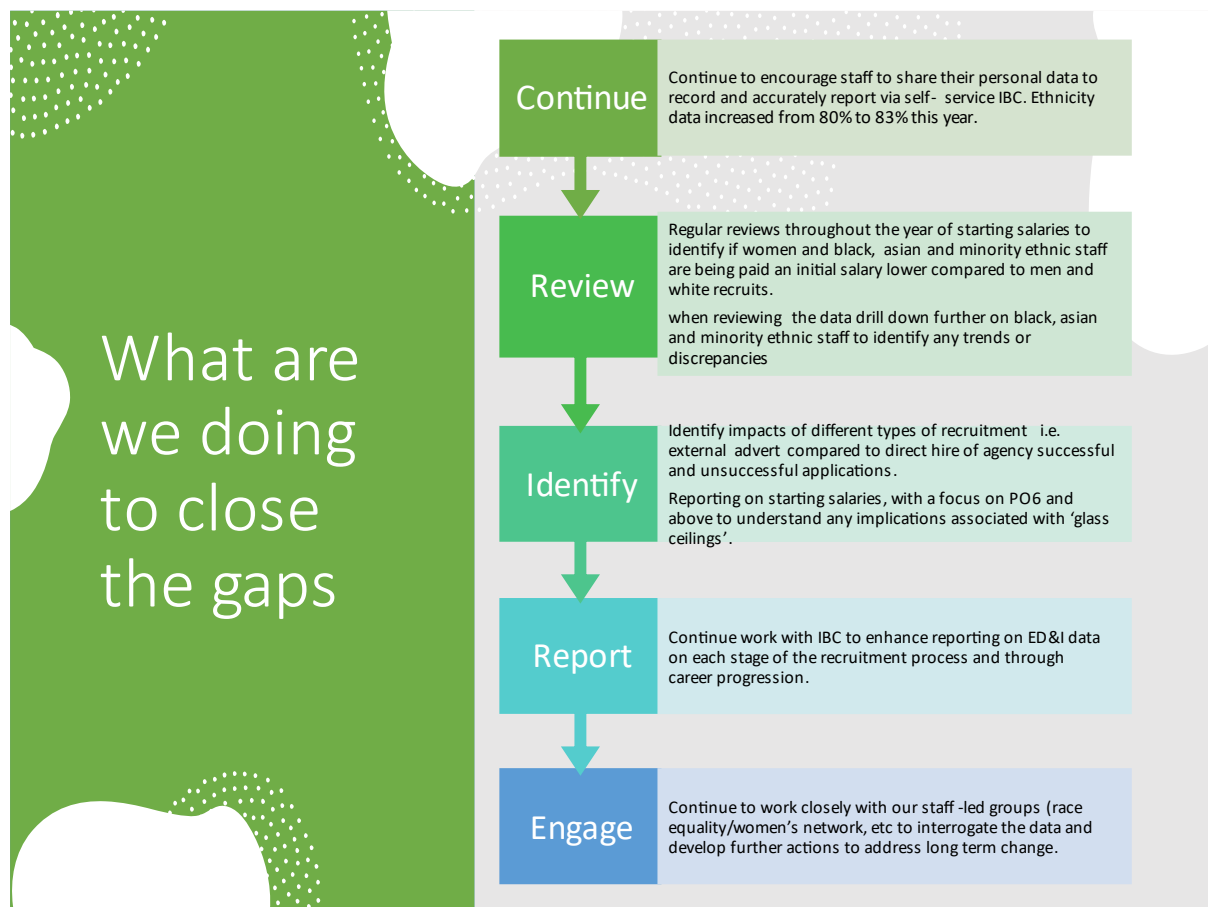 What are
we doing
to close
the gaps
Continue
Continue to encourage staff to share their personal data to
record and accurately report via self- service IBC. Ethnicity
data increased from 80% to 83% this year.
Review
Regular reviews throughout the year of starting salaries to
identify if women and black, asian and minority ethnic staff
are being paid an initial salary lower compared to men and
white recruits.
when reviewing the data drill down further on black, asian
and minority ethnic staff to identify any trends or
discrepancies
Identify
Identify impacts of different types of recruitment i.e.
external advert compared to direct hire of agency successful
and unsuccessful applications.
Reporting on starting salaries, with a focus on PO6 and
above to understand any implications associated with ‘glass
ceilings’.
Report
Continue work with IBC to enhance reporting on ED&I data
on each stage of the recruitment process and through
career progression.
Engage
Continue to work closely with our staff -led groups (race
equality/women’s network, etc to interrogate the data and
develop further actions to address long term change.